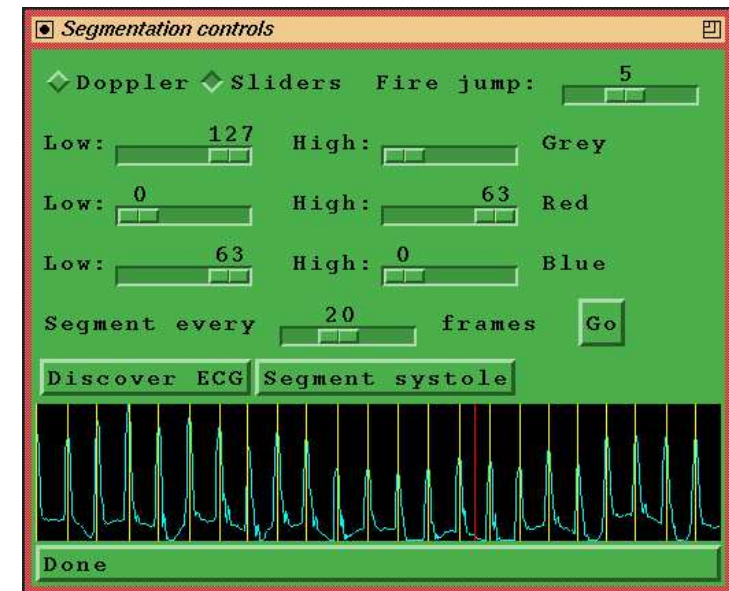 Segmentation controls
Doppler Sliders Fire jump: 5
Low: 127 High: Grey
Low: 0 High: 63 Red
Low: 63 High: 0 Blue
Segment every 20 frames Go
Discover ECG Segment systole
Done